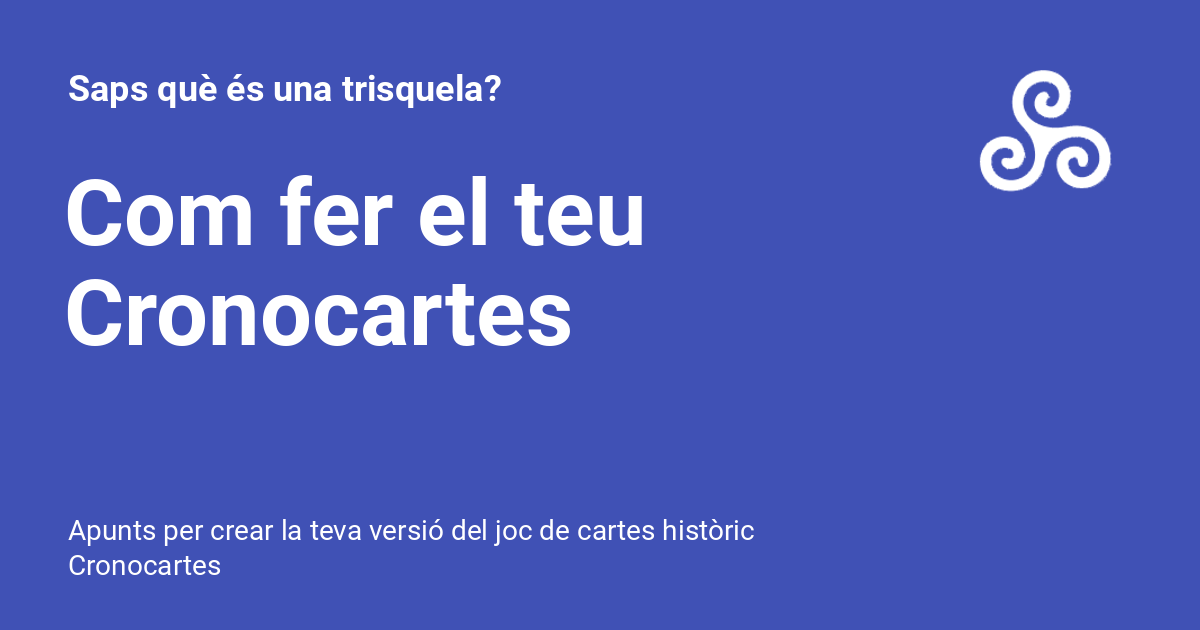 Saps què és una trisquela?
Com fer el teu
Cronocartes
Apunts per crear la teva versió del joc de cartes històric
Cronocartes